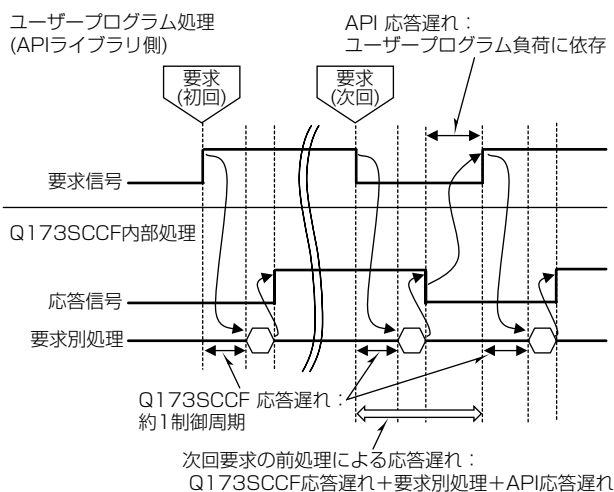 ユーザープログラム処理
(APIライブラリ側)
API 応答遅れ：
ユーザープログラム負荷に依存
要求
(初回)
要求
(次回)
要求信号
Q173SCCF内部処理
応答信号
要求別処理
Q173SCCF 応答遅れ：
約1制御周期
次回要求の前処理による応答遅れ：
Q173SCCF応答遅れ＋要求別処理＋API応答遅れ